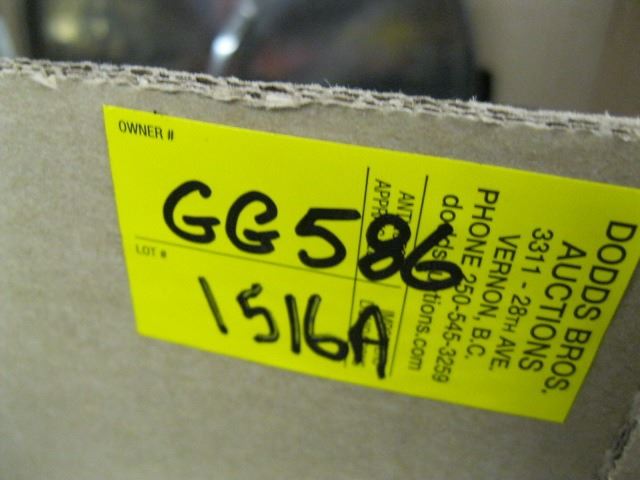 OWNER #
GG586
LOT #
1516A
DODDS BROS.
AUCTIONS
3311 - 28TH AVE
VERNON, B.C.
PHONE 250-545-3259